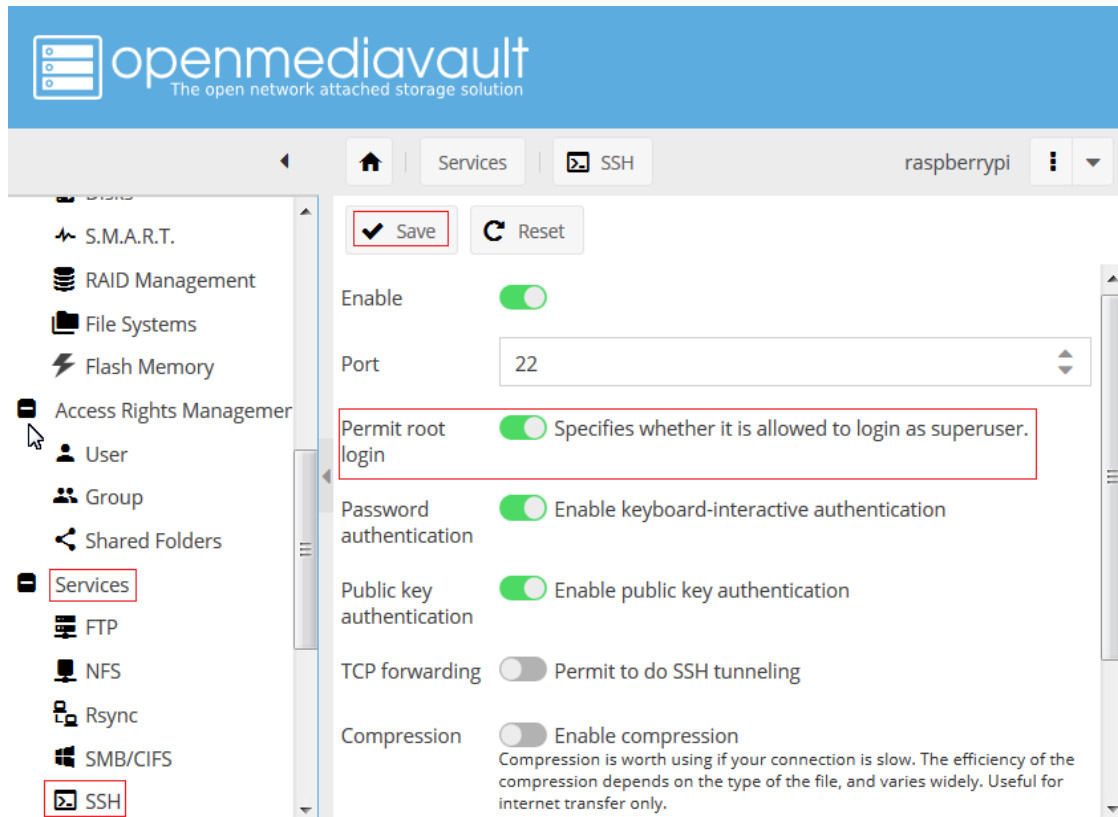 openmediavault
The open network attached storage solution
Services
SSH
raspberrypi
Disks
S.M.A.R.T.
RAID Management
File Systems
Flash Memory
Access Rights Managemer
User
Group
Shared Folders
Services
FTP
NFS
Rsync
SMB/CIFS
SSH
Save
Reset
Enable
Port
22
Permit root
login
Specifies whether it is allowed to login as superuser.
Password
authentication
Enable keyboard-interactive authentication
Public key
authentication
Enable public key authentication
TCP forwarding
Permit to do SSH tunneling
Compression
Enable compression
Compression is worth using if your connection is slow. The efficiency of the
compression depends on the type of the file, and varies widely. Useful for
internet transfer only.